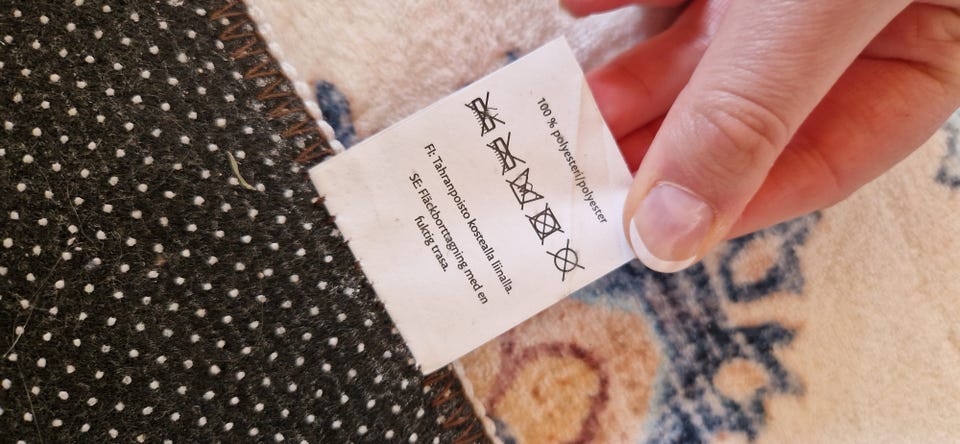 100 % polyesteri/polyester
FI: Tahranpoisto kostealla liinalla.
SE: Fläckborttagning med en
fuktig trasa.